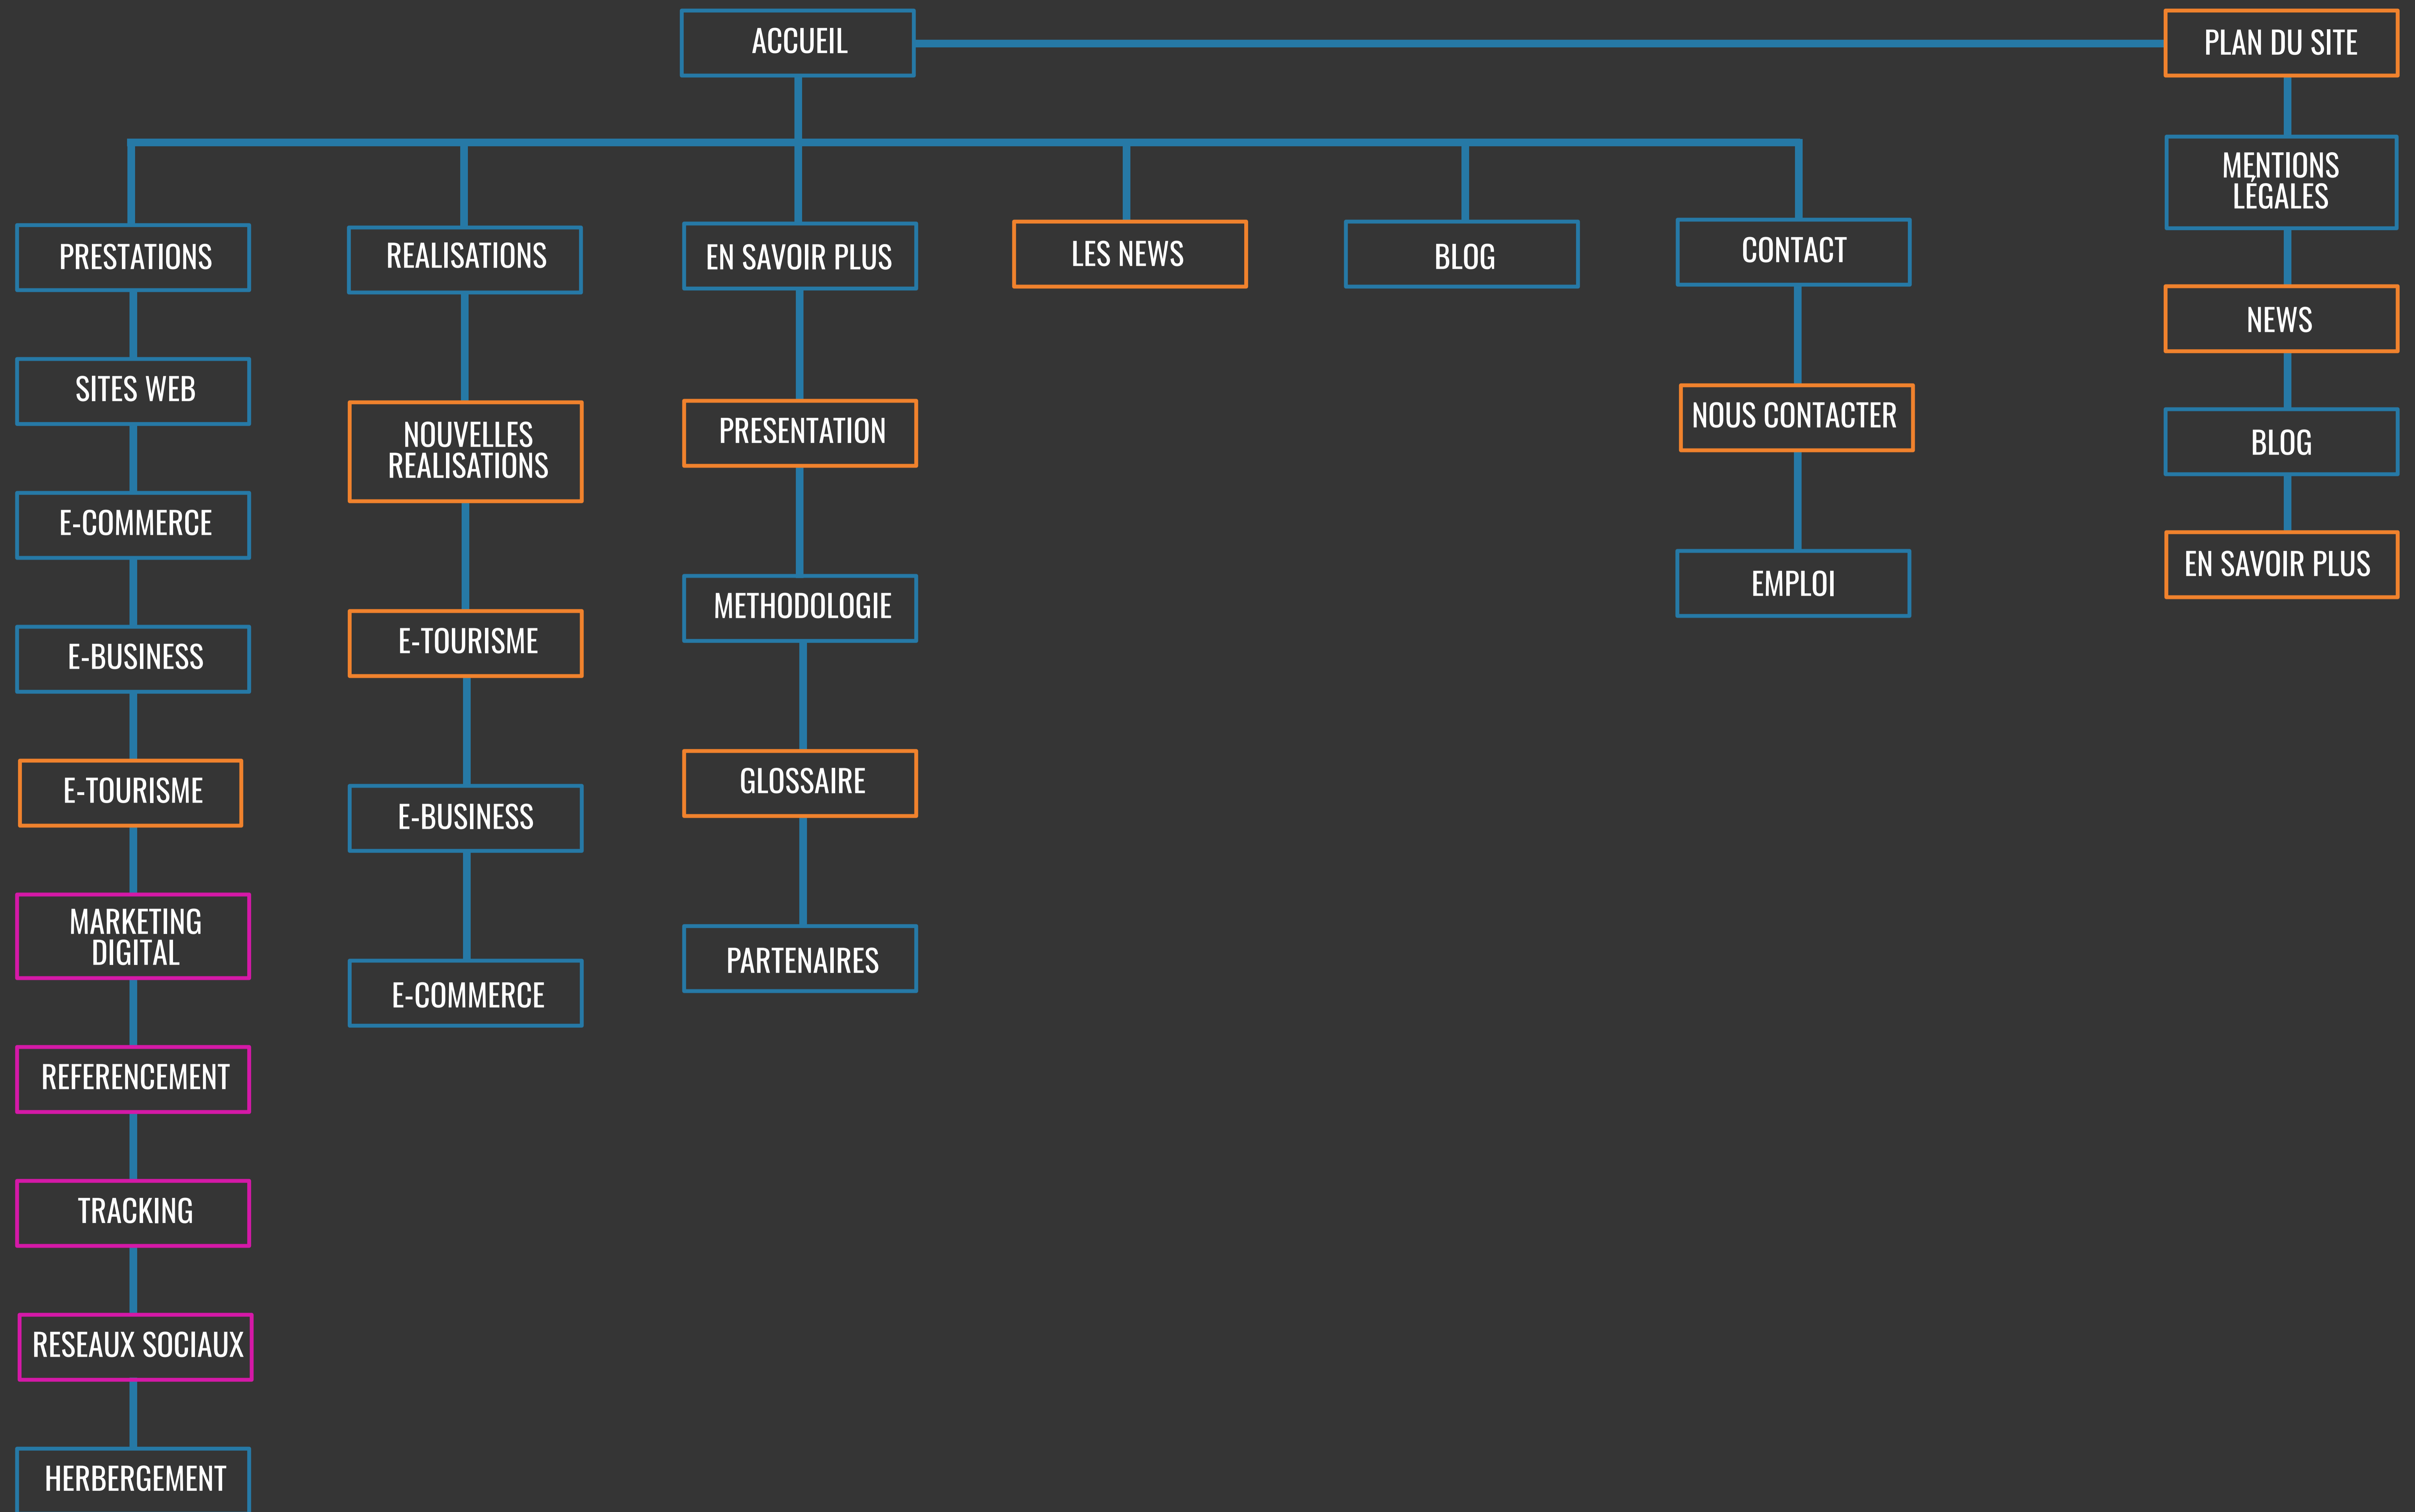 ACCUEIL
PLAN DU SITE
PRESTATIONS
SITES WEB
E-COMMERCE
E-BUSINESS
E-TOURISME
MARKETING
DIGITAL
REFERENCEMENT
TRACKING
RESEAUX SOCIAUX
HERBERGEMENT
REALISATIONS
NOUVELLES
REALISATIONS
E-TOURISME
E-BUSINESS
E-COMMERCE
EN SAVOIR PLUS
PRESENTATION
METHODOLOGIE
GLOSSAIRE
PARTENAIRES
LES NEWS
BLOG
CONTACT
NOUS CONTACTER
EMPLOI
MENTIONS
LÉGALES
NEWS
BLOG
EN SAVOIR PLUS